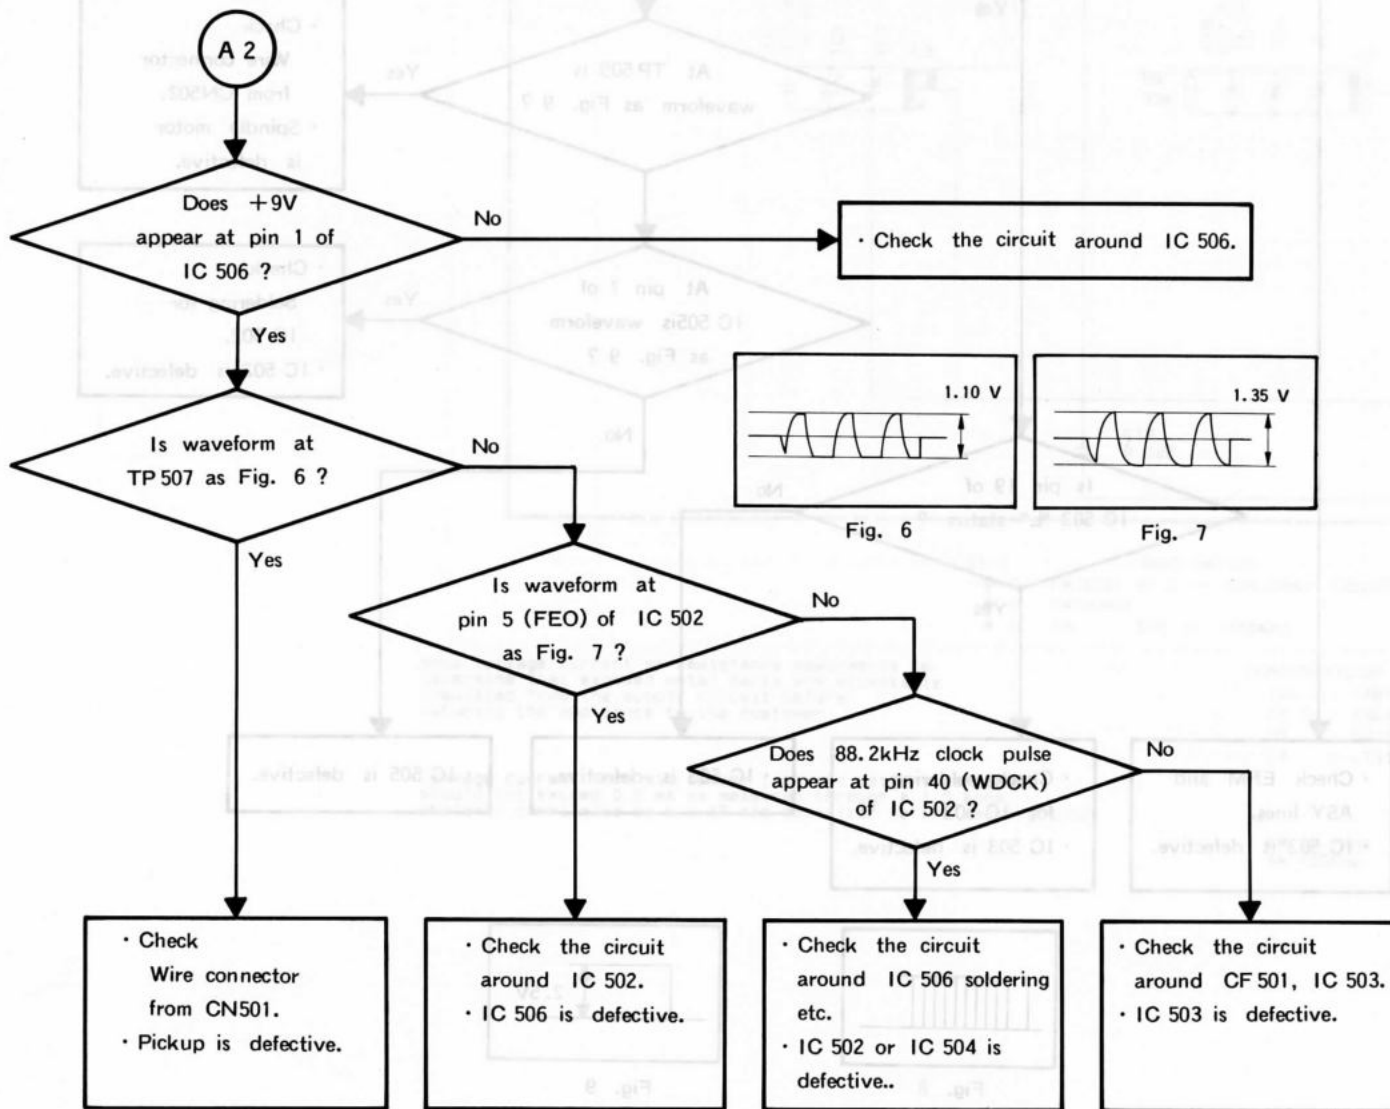 A 2
Does +9V
appear at pin 1 of
IC 506 ?
No
· Check the circuit around IC 506.
Yes
Is waveform at
TP 507 as Fig. 6 ?
No
1.10 V
Fig. 6
1.35 V
Fig. 7
Yes
Is waveform at
pin 5 (FEO) of IC 502
as Fig. 7 ?
No
Yes
Does 88.2kHz clock pulse
appear at pin 40 (WDCK)
of IC 502 ?
No
Yes
· Check
Wire connector
from CN501.
· Pickup is defective.
· Check the circuit
around IC 502.
· IC 506 is defective.
· Check the circuit
around IC 506 soldering
etc.
· IC 502 or IC 504 is
defective..
· Check the circuit
around CF 501, IC 503.
· IC 503 is defective.